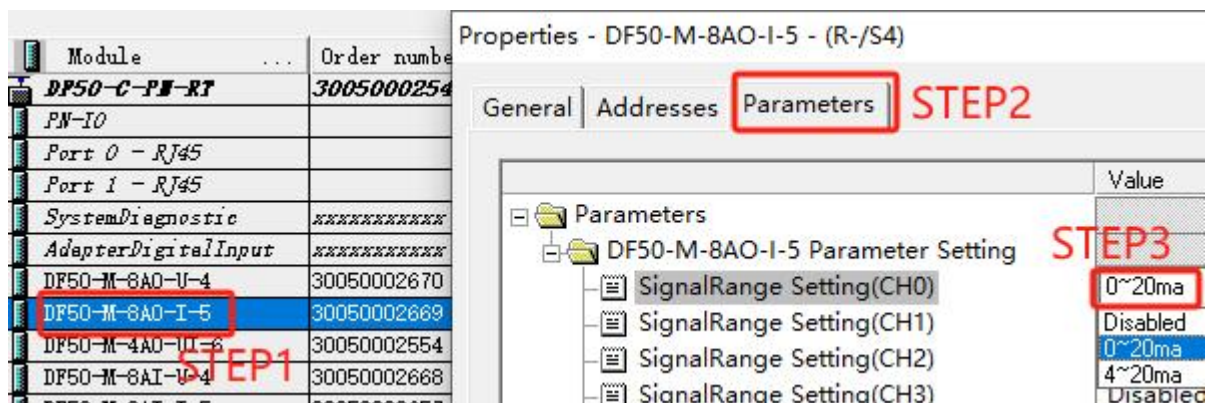 Module ... Order numbe
DF50-C-PN-RT 3005000254
PN-IO
Port 0 - RJ45
Port 1 - RJ45
SystemDiagnostic xxxxxxxxxxx
AdapterDigitalInput xxxxxxxxxxx
DF50-M-8AO-U-4 30050002670
DF50-M-8AO-I-5 30050002669
DF50-M-4AO-UI-6 30050002554
STEP1
DF50-M-8AI-U-4 30050002668
Properties - DF50-M-8AO-I-5 - (R-/S4)
General Addresses Parameters STEP2
Value
Parameters
DF50-M-8AO-I-5 Parameter Setting STEP3
SignalRange Setting(CH0) 0~20ma
SignalRange Setting(CH1) Disabled
0~20ma
SignalRange Setting(CH2) 4~20ma
SignalRange Setting(CH3) Disabled